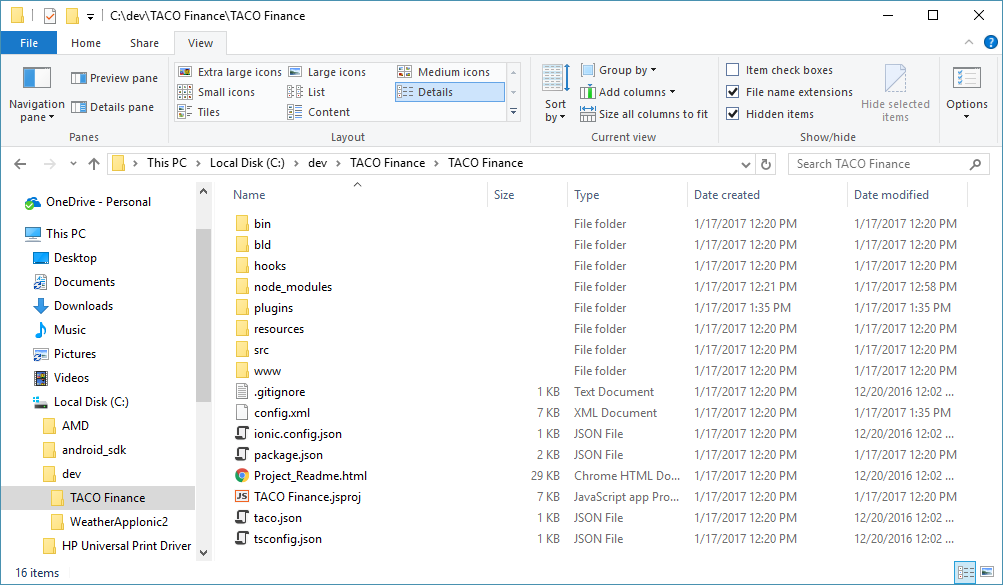 C:\dev\TACO Finance\TACO Finance
File Home Share View
Navigation pane
Preview pane
Details pane
Panes
Extra large icons Large icons Medium icons
Small icons List Details
Tiles Content
Layout
Sort by
Group by
Add columns
Size all columns to fit
Current view
Item check boxes
File name extensions
Hidden items
Hide selected items
Show/hide
Options
This PC Local Disk (C:) dev TACO Finance TACO Finance
Search TACO Finance
OneDrive - Personal
This PC
Desktop
Documents
Downloads
Music
Pictures
Videos
Local Disk (C:)
AMD
android_sdk
dev
TACO Finance
WeatherAppIonic2
HP Universal Print Driver
Name Size Type Date created Date modified
bin File folder 1/17/2017 12:20 PM 1/17/2017 12:20 PM
bld File folder 1/17/2017 12:20 PM 1/17/2017 12:20 PM
hooks File folder 1/17/2017 12:20 PM 1/17/2017 12:20 PM
node_modules File folder 1/17/2017 12:21 PM 1/17/2017 12:58 PM
plugins File folder 1/17/2017 1:35 PM 1/17/2017 1:35 PM
resources File folder 1/17/2017 12:20 PM 1/17/2017 12:20 PM
src File folder 1/17/2017 12:20 PM 1/17/2017 12:20 PM
www File folder 1/17/2017 12:20 PM 1/17/2017 12:20 PM
.gitignore 1 KB Text Document 1/17/2017 12:20 PM 12/20/2016 12:02 ...
config.xml 7 KB XML Document 1/17/2017 12:20 PM 1/17/2017 1:35 PM
ionic.config.json 1 KB JSON File 1/17/2017 12:20 PM 12/20/2016 12:02 ...
package.json 2 KB JSON File 1/17/2017 12:20 PM 1/17/2017 12:20 PM
Project_Readme.html 29 KB Chrome HTML Do... 1/17/2017 12:20 PM 12/20/2016 12:02 ...
JS TACO Finance.jsproj 7 KB JavaScript app Pro... 1/17/2017 12:20 PM 1/17/2017 12:20 PM
taco.json 1 KB JSON File 1/17/2017 12:20 PM 12/20/2016 12:02 ...
tsconfig.json 1 KB JSON File 1/17/2017 12:20 PM 12/20/2016 12:02 ...
16 items